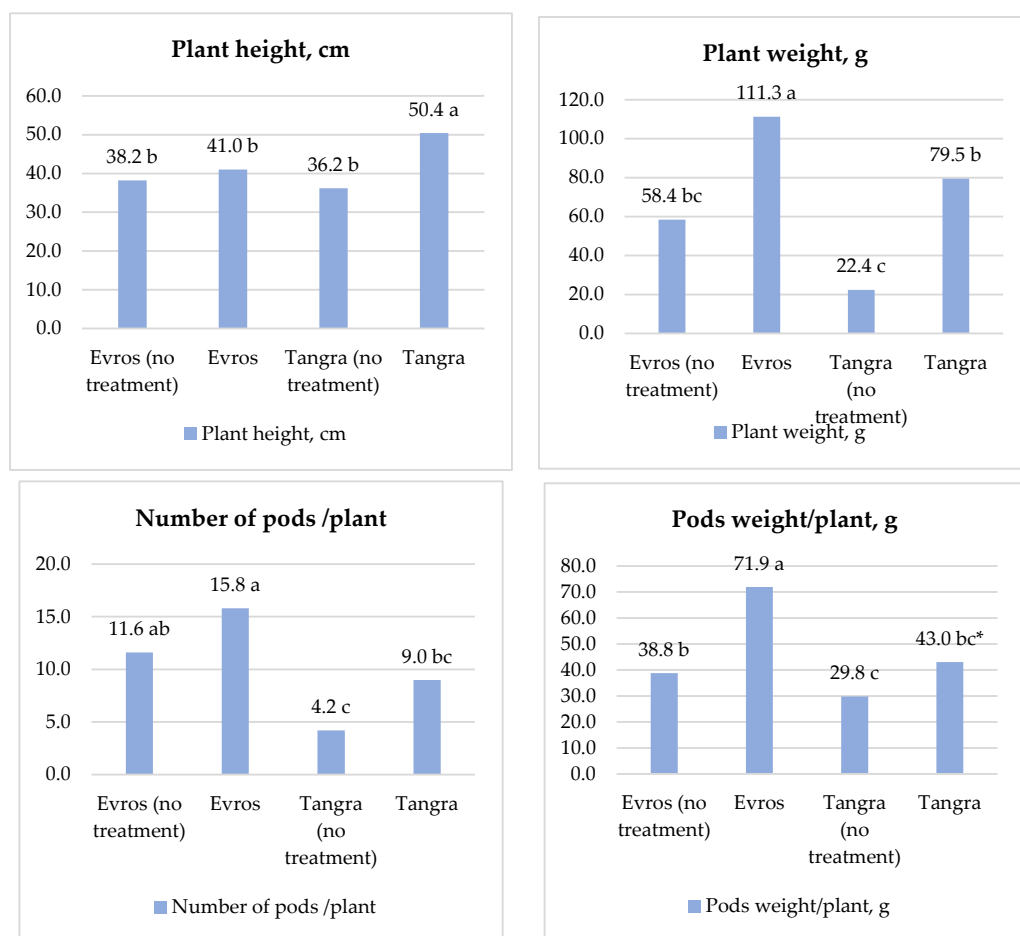 Plant height, cm
60.0
50.0
40.0
30.0
20.0
10.0
0.0
38.2 b
41.0 b
36.2 b
50.4 a
Evros (no
treatment)
Evros
Tangra (no
treatment)
Tangra
Plant height, cm
Plant weight, g
120.0
100.0
80.0
60.0
40.0
20.0
0.0
58.4 bc
111.3 a
22.4 c
79.5 b
Evros (no
treatment)
Evros
Tangra
(no
treatment)
Tangra
Plant weight, g
Number of pods /plant
20.0
15.0
10.0
5.0
0.0
11.6 ab
15.8 a
4.2 c
9.0 bc
Evros (no
treatment)
Evros
Tangra
(no
treatment)
Tangra
Number of pods /plant
Pods weight/plant, g
80.0
70.0
60.0
50.0
40.0
30.0
20.0
10.0
0.0
38.8 b
71.9 a
29.8 c
43.0 bc*
Evros (no
treatment)
Evros
Tangra
(no
treatment)
Tangra
Pods weight/plant, g